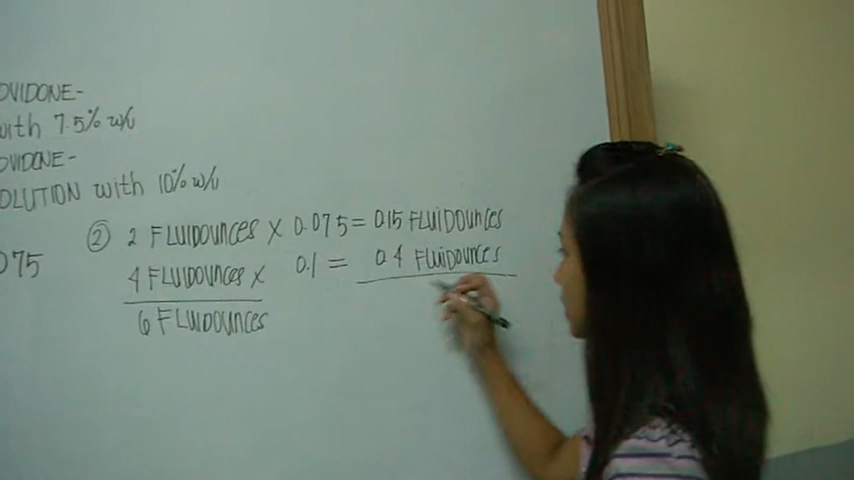 OVIDONE-
with 7.5% w/v
OVIDONE-
OLUTION with 10% w/v
075
② 2 FLUIDOUNCES X 0.075 = 0.15 FLUIDOUNCES
4 FLUIDOUNCES X 0.1 = 0.4 FLUIDOUNCES
6 FLUIDOUNCES